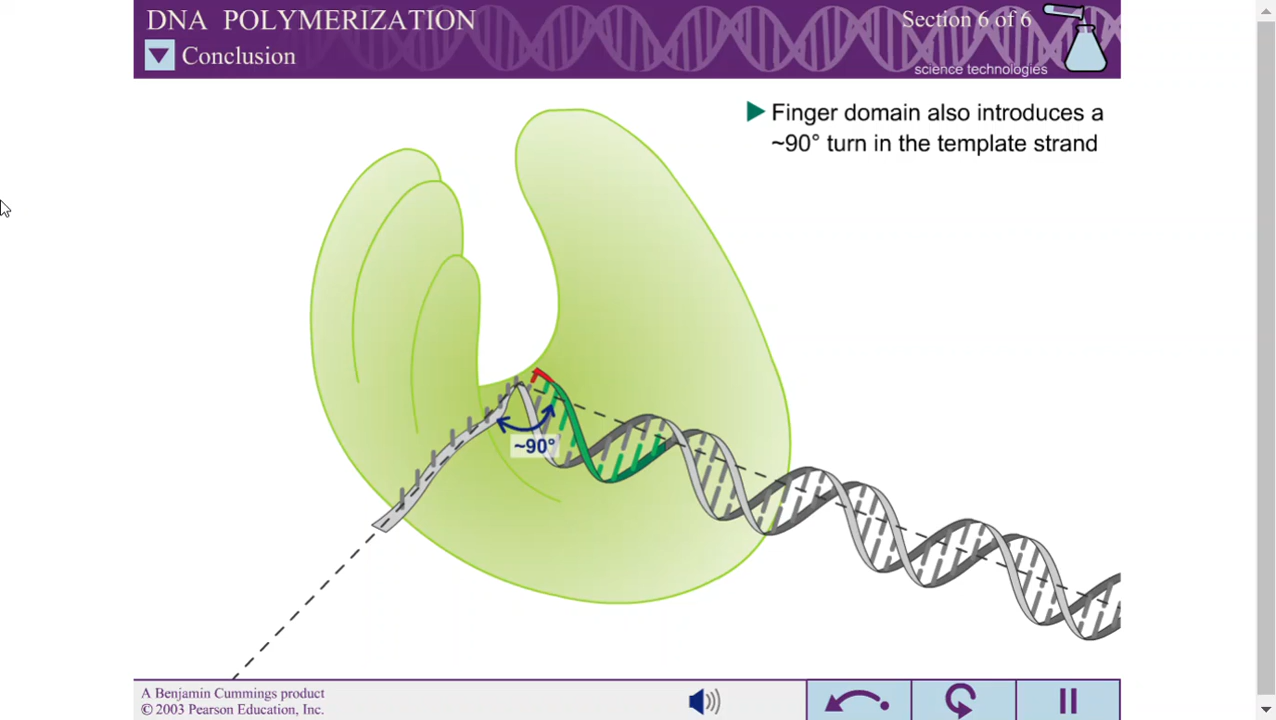 DNA POLYMERIZATION
Section 6 of 6
Conclusion
science technologies
Finger domain also introduces a
~90° turn in the template strand
~90°
A Benjamin Cummings product
© 2003 Pearson Education, Inc.